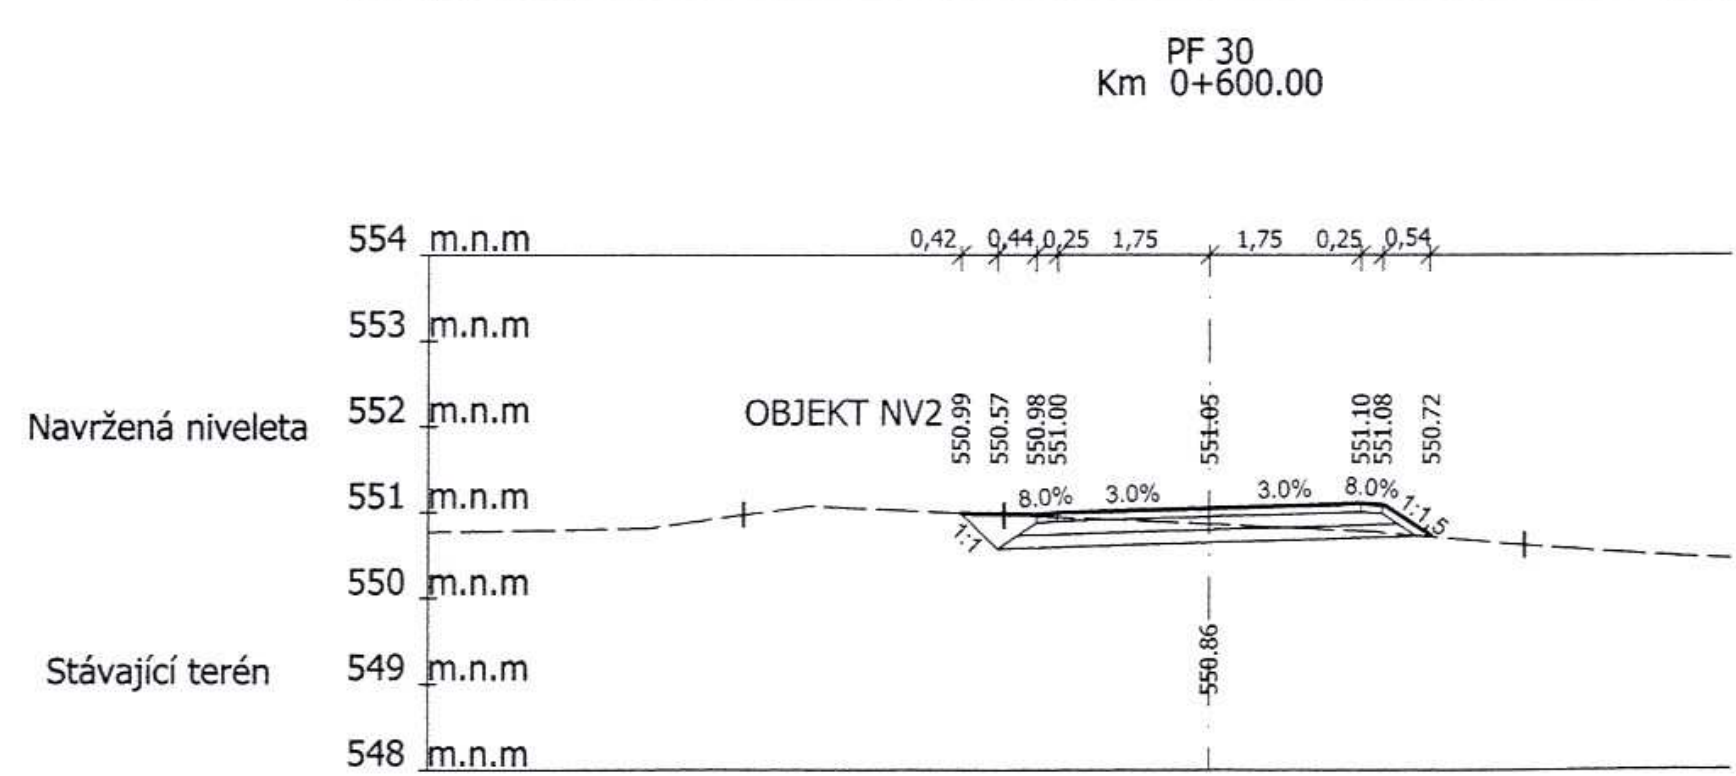 PF 30
Km 0+600.00
554 m.n.m
0,42 0,44 0,25 1,75 1,75 0,25 0,54
553 m.n.m
Navržená niveleta
552 m.n.m
OBJEKT NV2
550.99
550.57
550.98
551.00
551.05
551.10
551.08
550.72
551 m.n.m
8.0% 3.0% 3.0% 8.0%
1:1
1:1,5
550 m.n.m
Stávající terén
549 m.n.m
550.86
548 m.n.m